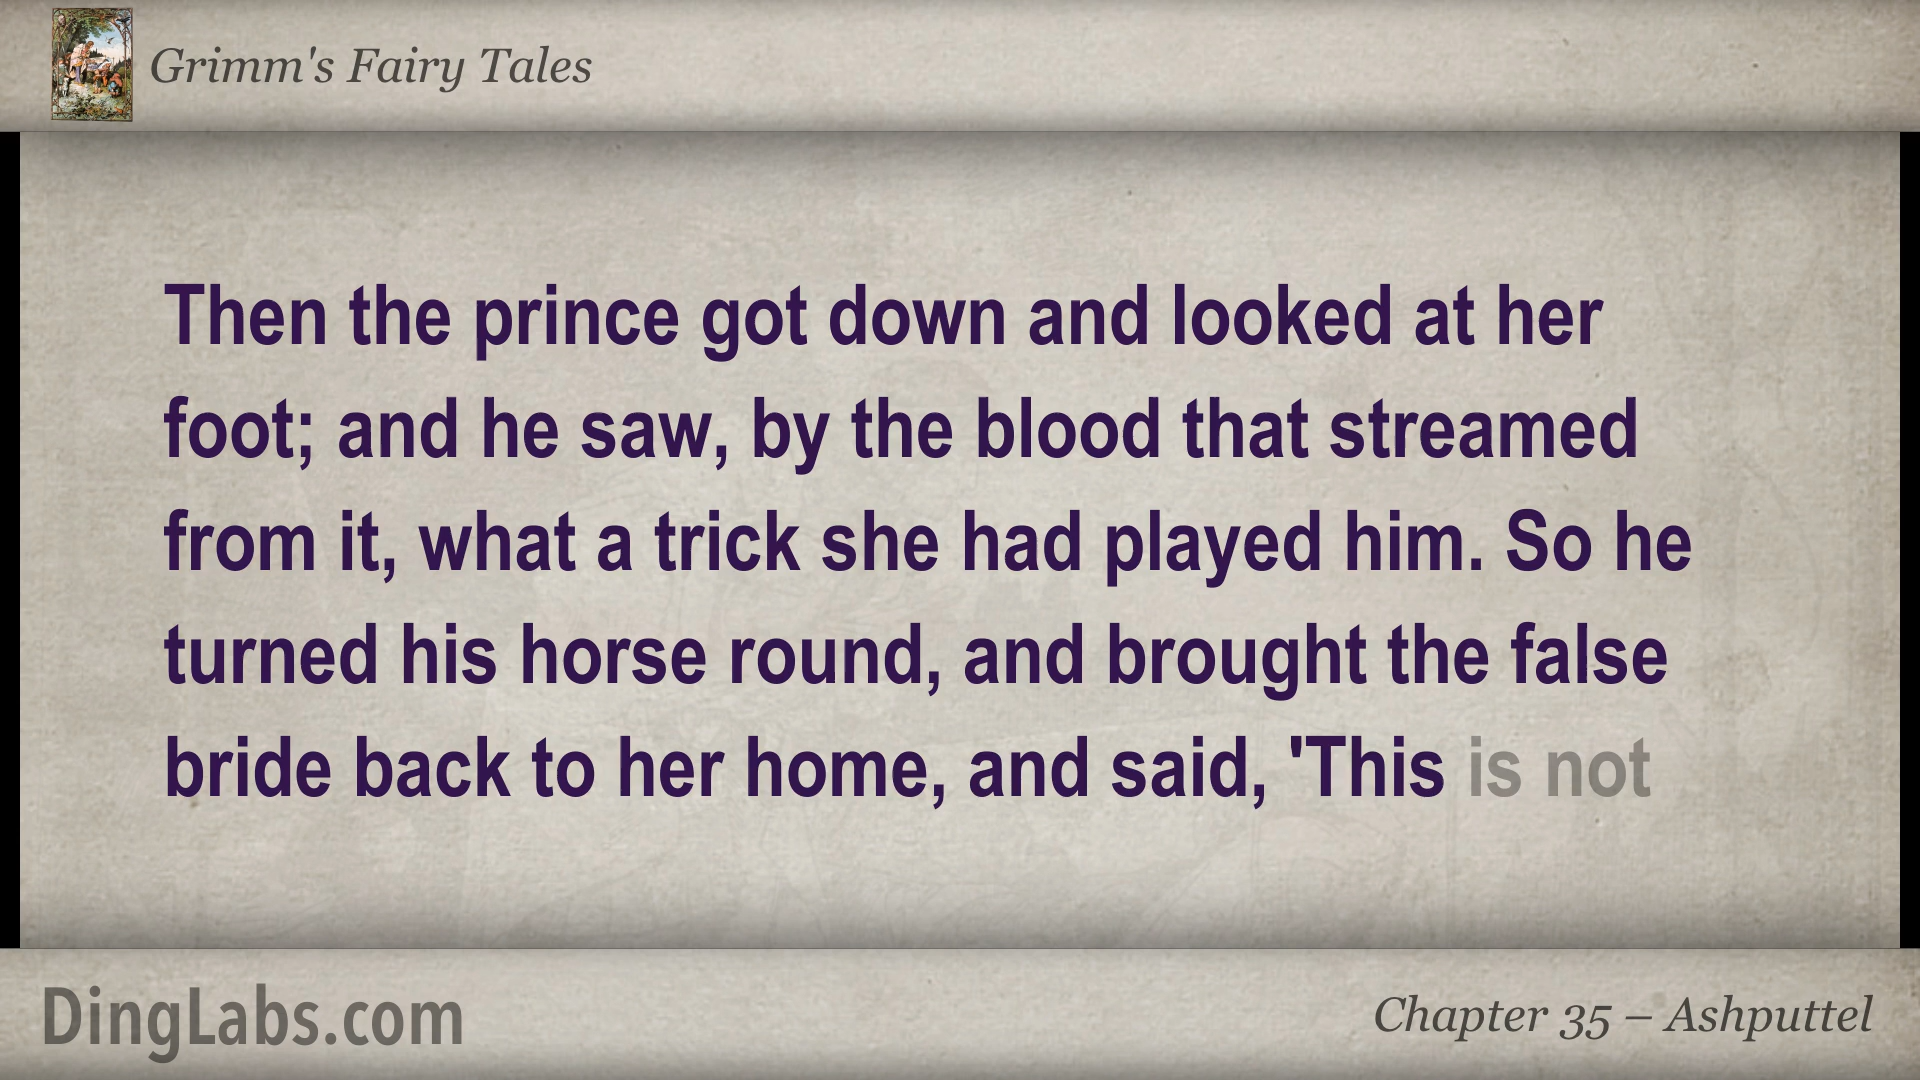 Grimm's Fairy Tales
Then the prince got down and looked at her
foot; and he saw, by the blood that streamed
from it, what a trick she had played him. So he
turned his horse round, and brought the false
bride back to her home, and said, 'This is not
DingLabs.com
Chapter 35 – Ashputtel